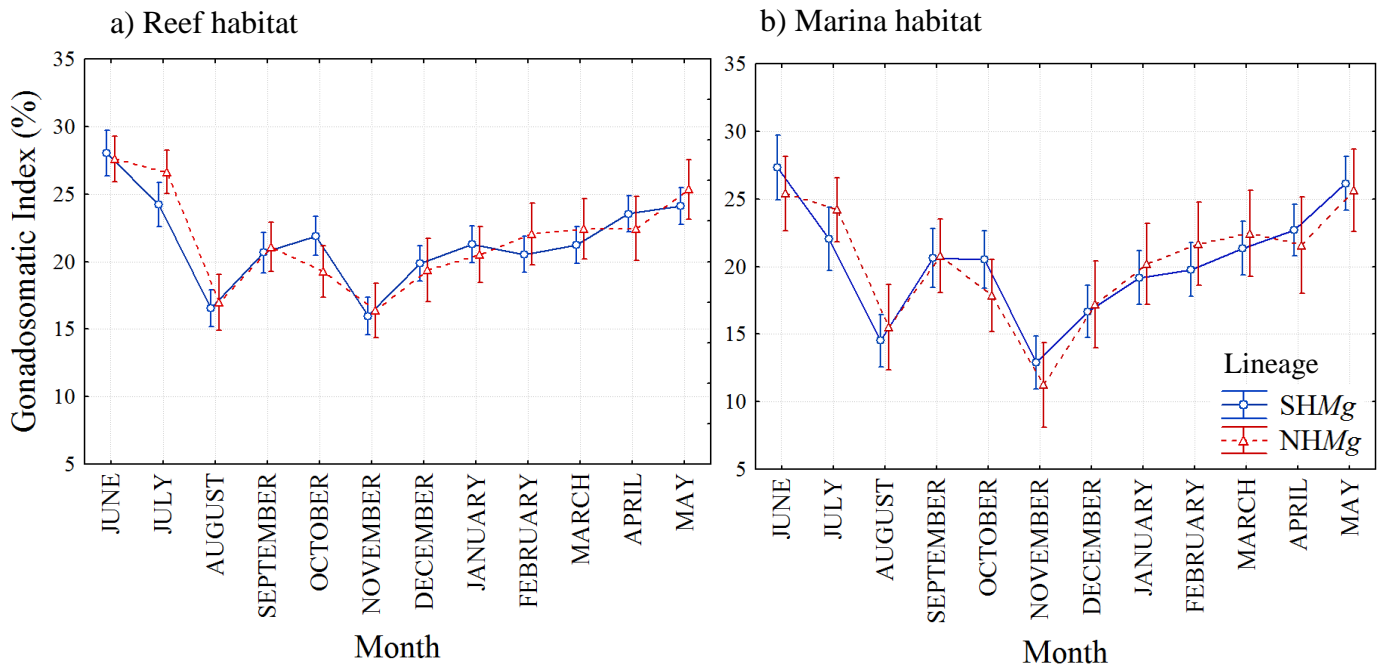 a) Reef habitat
b) Marina habitat
Gonadosomatic Index (%)
35
30
25
20
15
10
5
JUNE
JULY
AUGUST
SEPTEMBER
OCTOBER
NOVEMBER
DECEMBER
JANUARY
FEBRUARY
MARCH
APRIL
MAY
Month
35
30
25
20
15
10
5
Lineage
SHMg
NHMg
JUNE
JULY
AUGUST
SEPTEMBER
OCTOBER
NOVEMBER
DECEMBER
JANUARY
FEBRUARY
MARCH
APRIL
MAY
Month